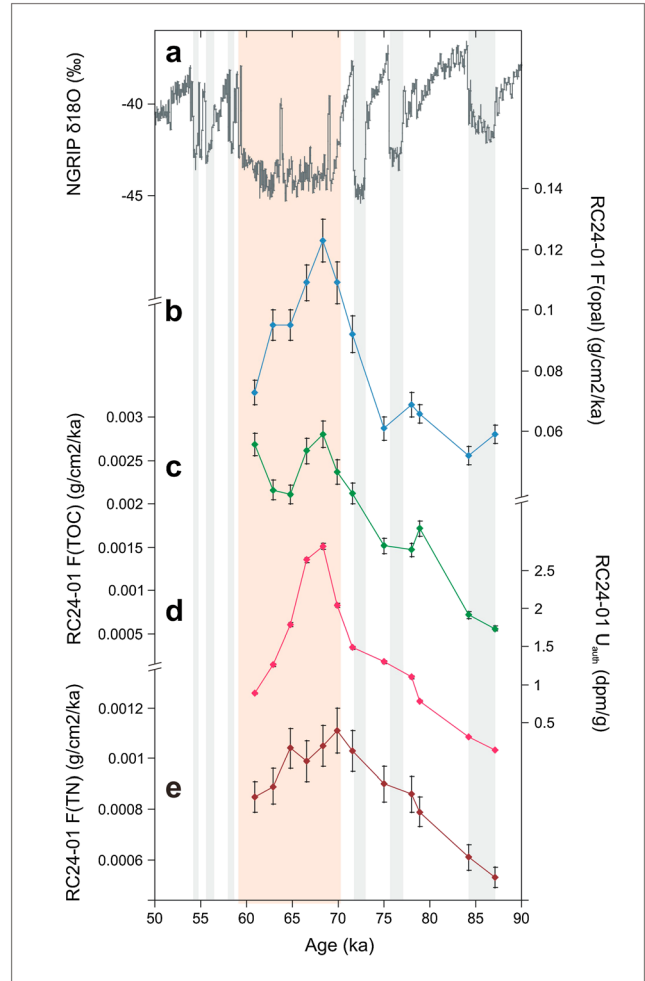 a
NGRIP δ18O (‰)
-40
-45
0.14
0.12
0.1
0.08
0.06
RC24-01 F(opal) (g/cm2/ka)
b
0.003
0.0025
0.002
0.0015
0.001
0.0005
RC24-01 F(TOC) (g/cm2/ka)
c
2.5
2
1.5
1
0.5
RC24-01 Uauth (dpm/g)
d
0.0012
0.001
0.0008
0.0006
RC24-01 F(TN) (g/cm2/ka)
e
50 55 60 65 70 75 80 85 90
Age (ka)